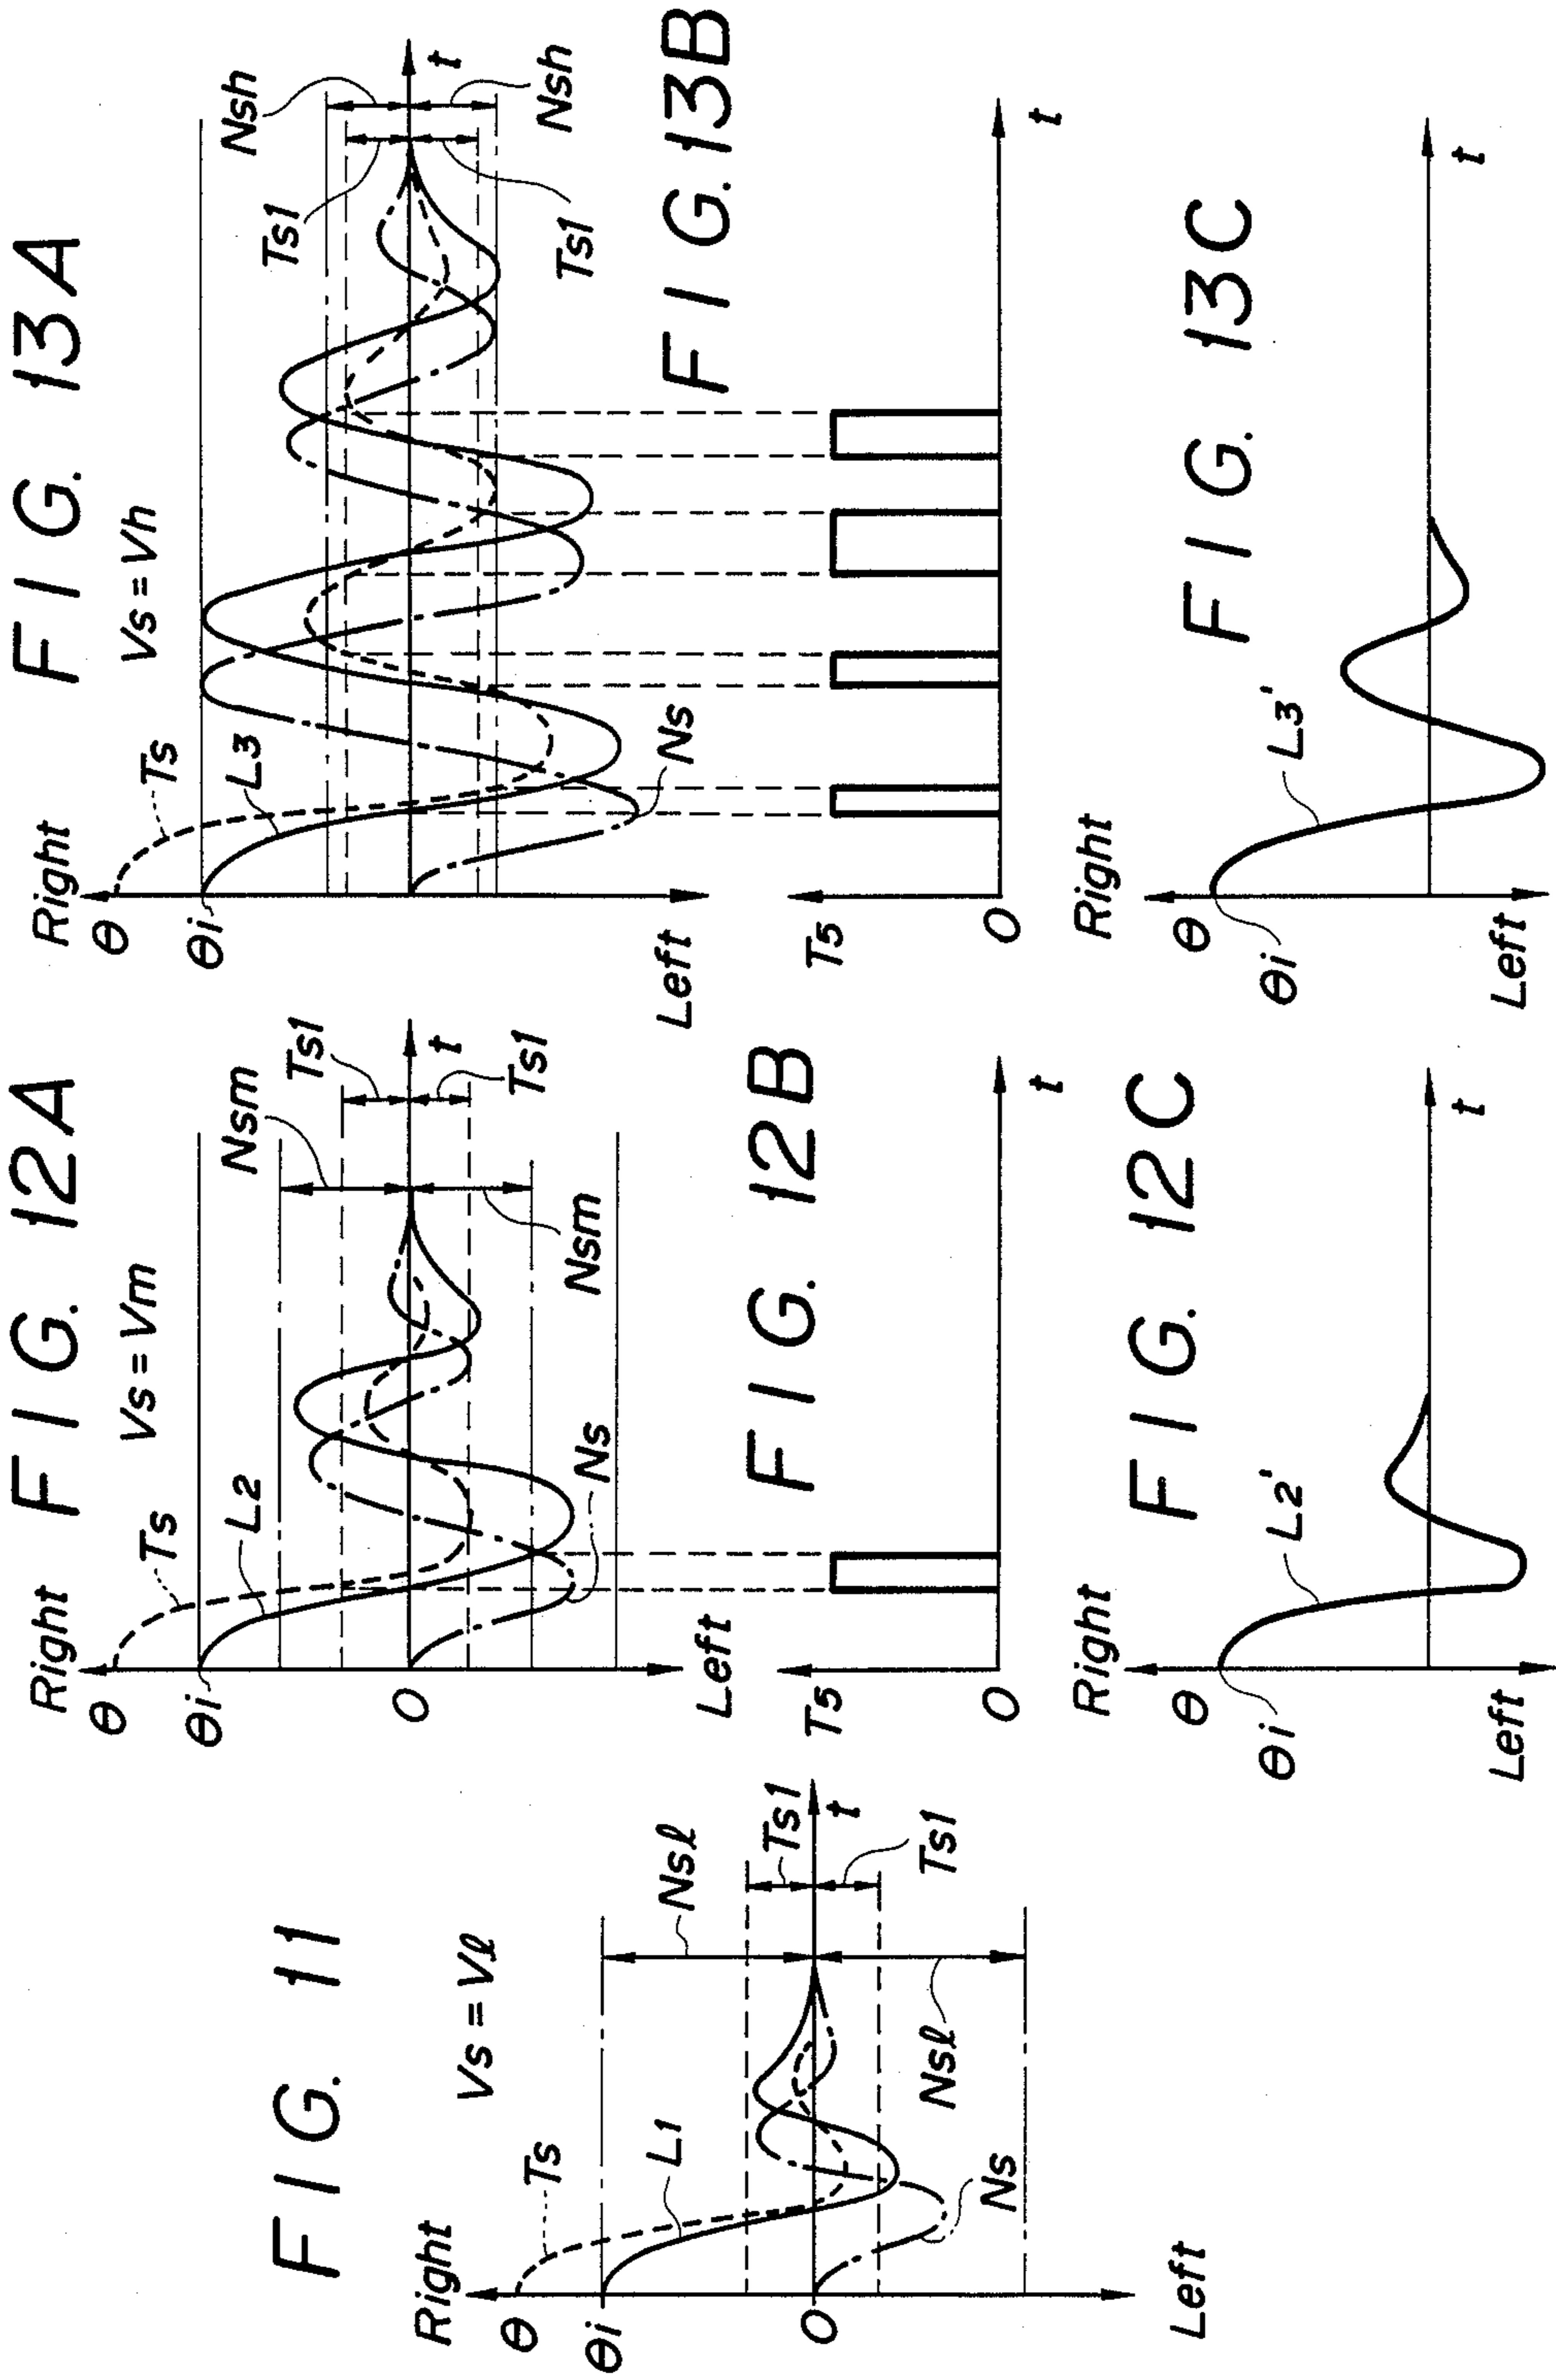 FIG. 11
Vs = Vℓ
Right
θ
θi
0
Left
Ts
L1
Ns
Nsℓ
Nsℓ
Ts1
Ts1
t
FIG. 12A
Vs = Vm
Right
θ
θi
0
Left
Ts
L2
Ns
Nsm
Nsm
Ts1
Ts1
t
FIG. 12B
T5
0
t
FIG. 12C
Right
θ
θi
Left
L2'
t
FIG. 13A
Vs = Vh
Right
θ
θi
Left
Ts
L3
Ns
Ts1
Ts1
Nsh
Nsh
t
FIG. 13B
T5
0
t
FIG. 13C
Right
θ
θi
Left
L3'
t